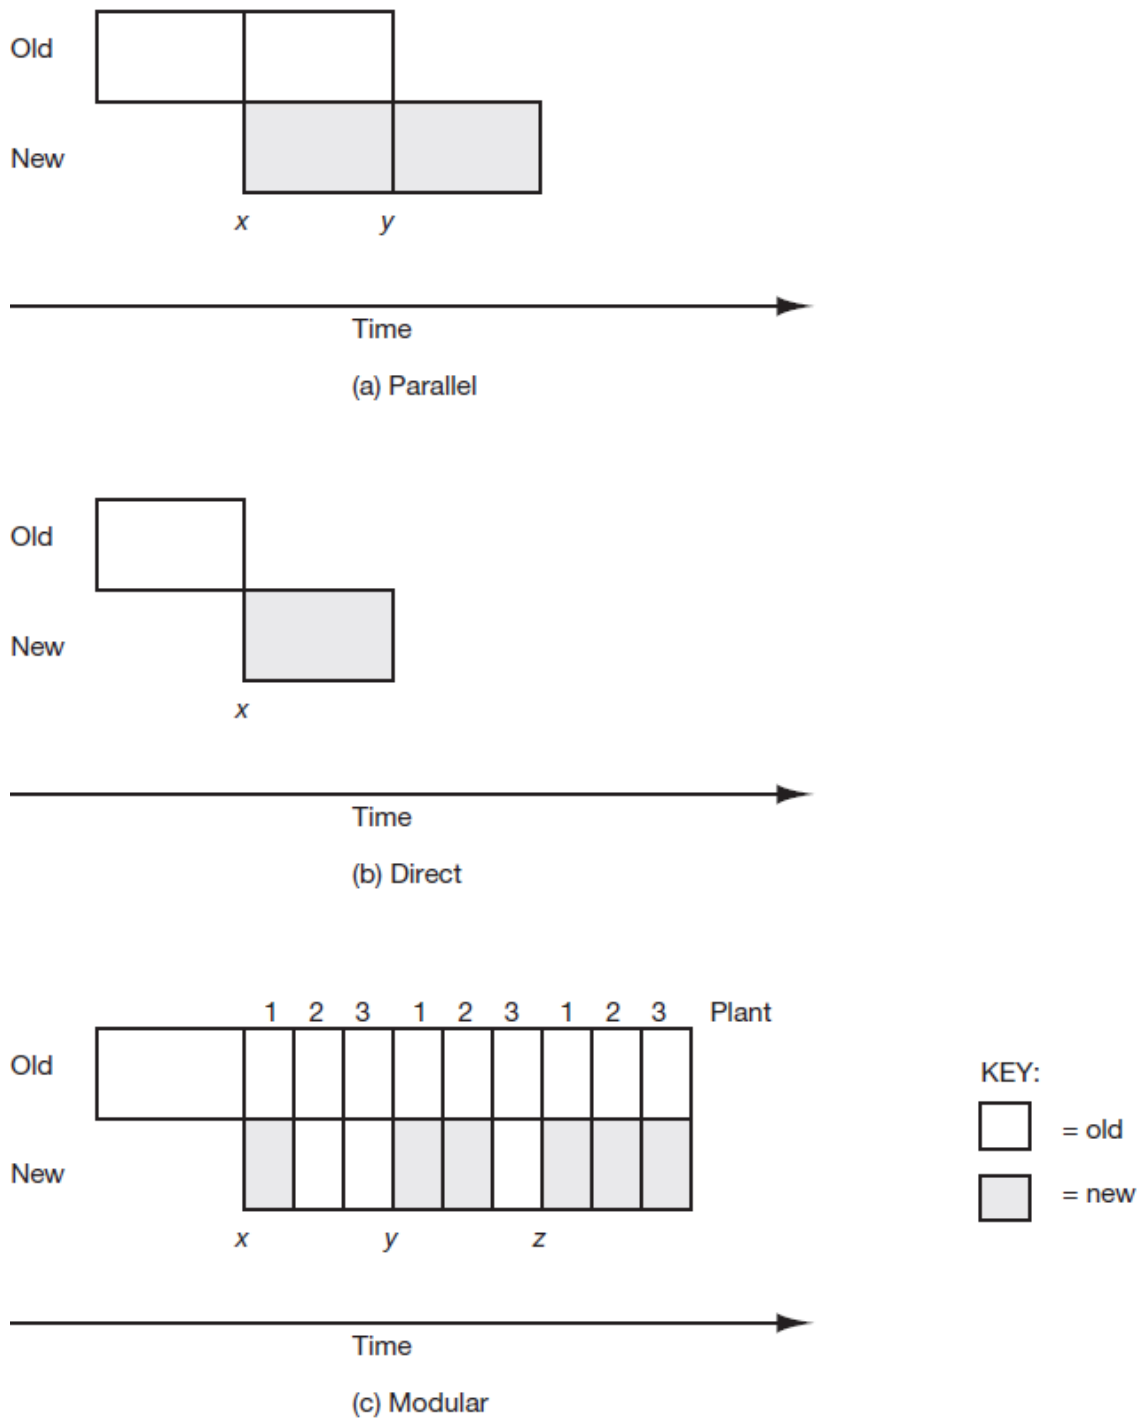 Old
New
x y
Time
(a) Parallel
Old
New
x
Time
(b) Direct
1 2 3 1 2 3 1 2 3 Plant
Old
New
x y z
Time
(c) Modular
KEY:
= old
= new